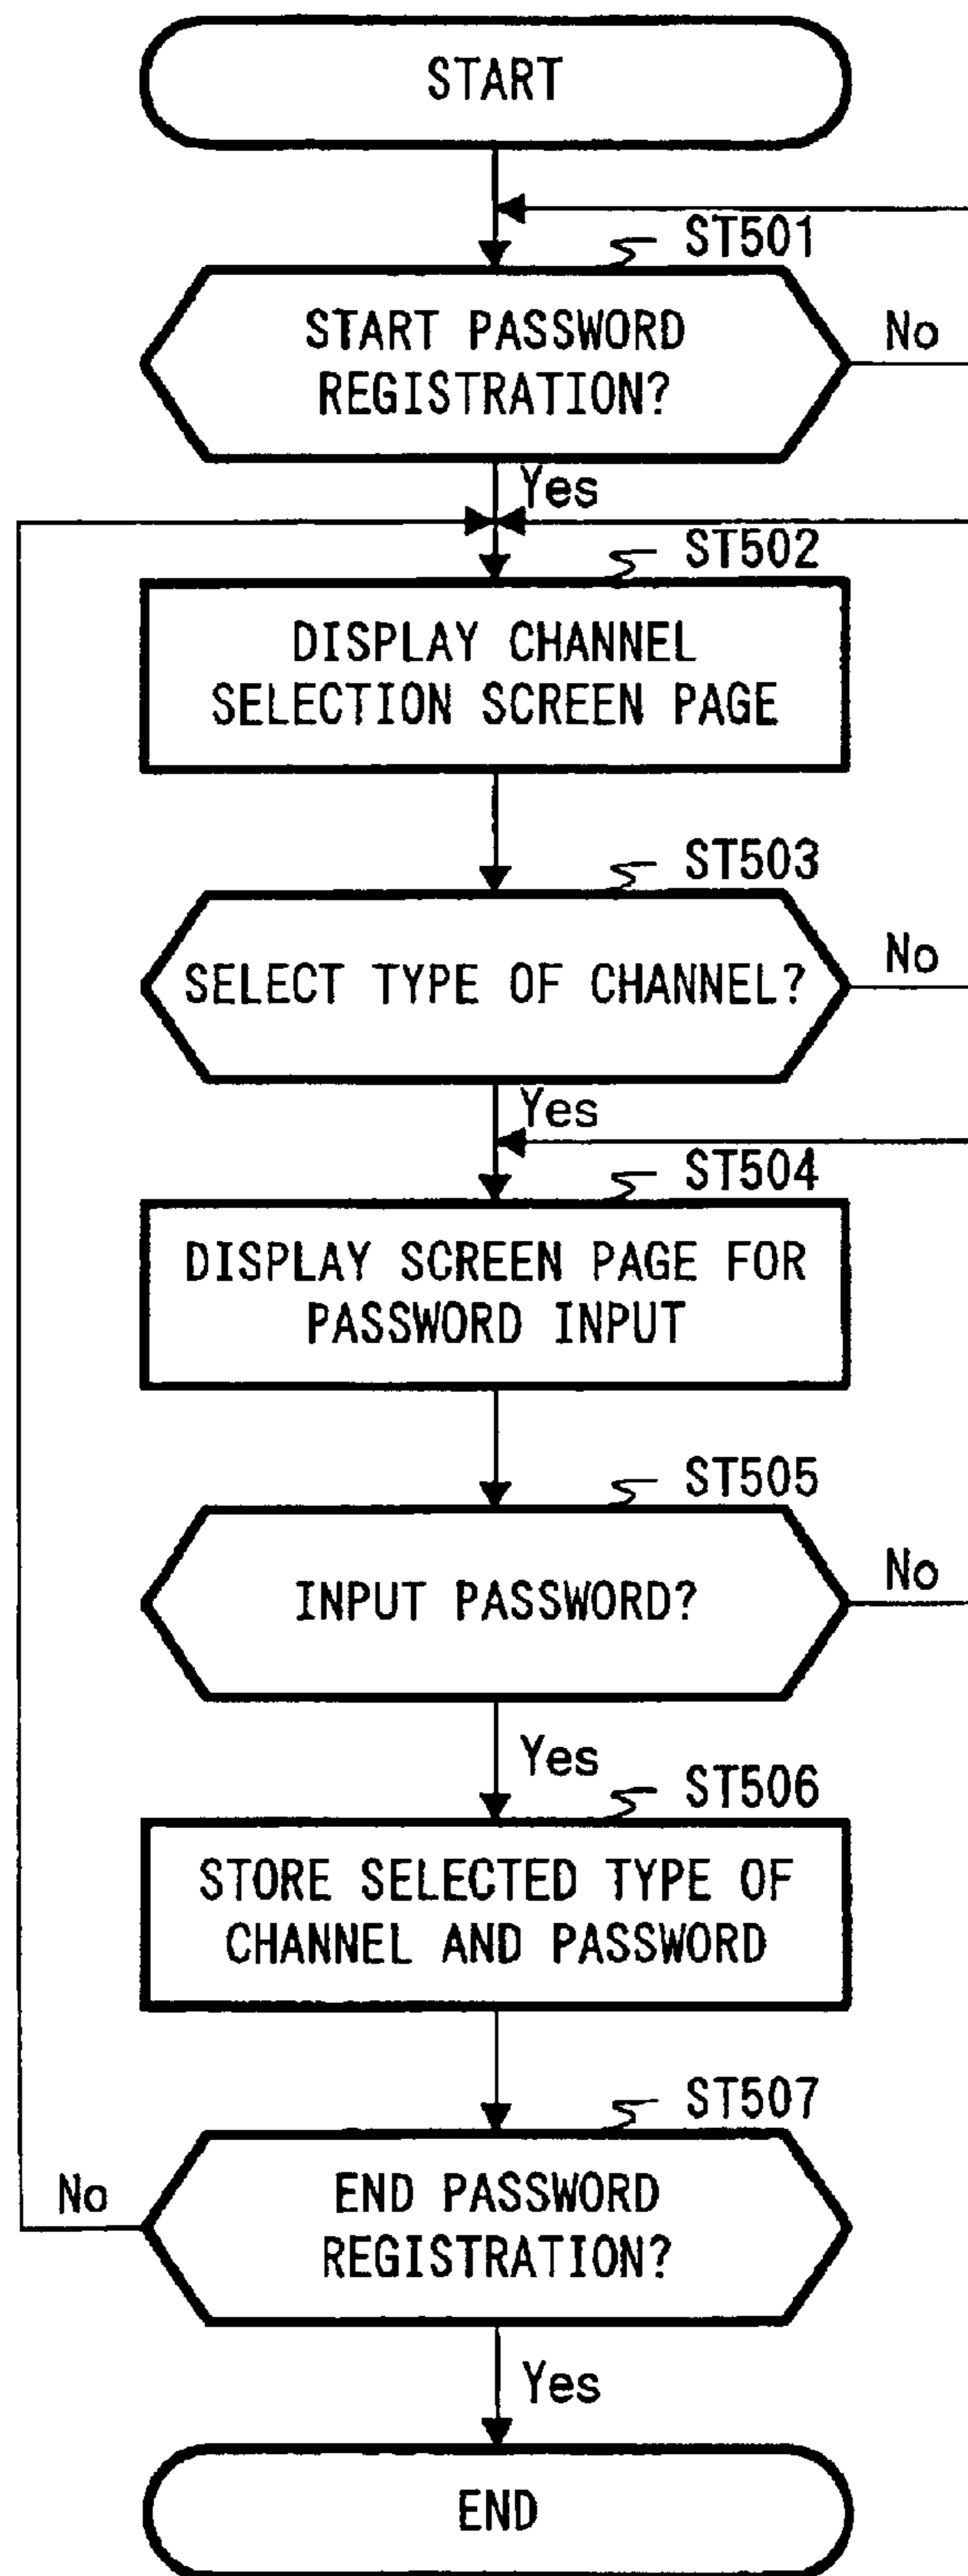 START
ST501
START PASSWORD
REGISTRATION?
No
Yes
ST502
DISPLAY CHANNEL
SELECTION SCREEN PAGE
ST503
SELECT TYPE OF CHANNEL?
No
Yes
ST504
DISPLAY SCREEN PAGE FOR
PASSWORD INPUT
ST505
INPUT PASSWORD?
No
Yes
ST506
STORE SELECTED TYPE OF
CHANNEL AND PASSWORD
ST507
END PASSWORD
REGISTRATION?
No
Yes
END